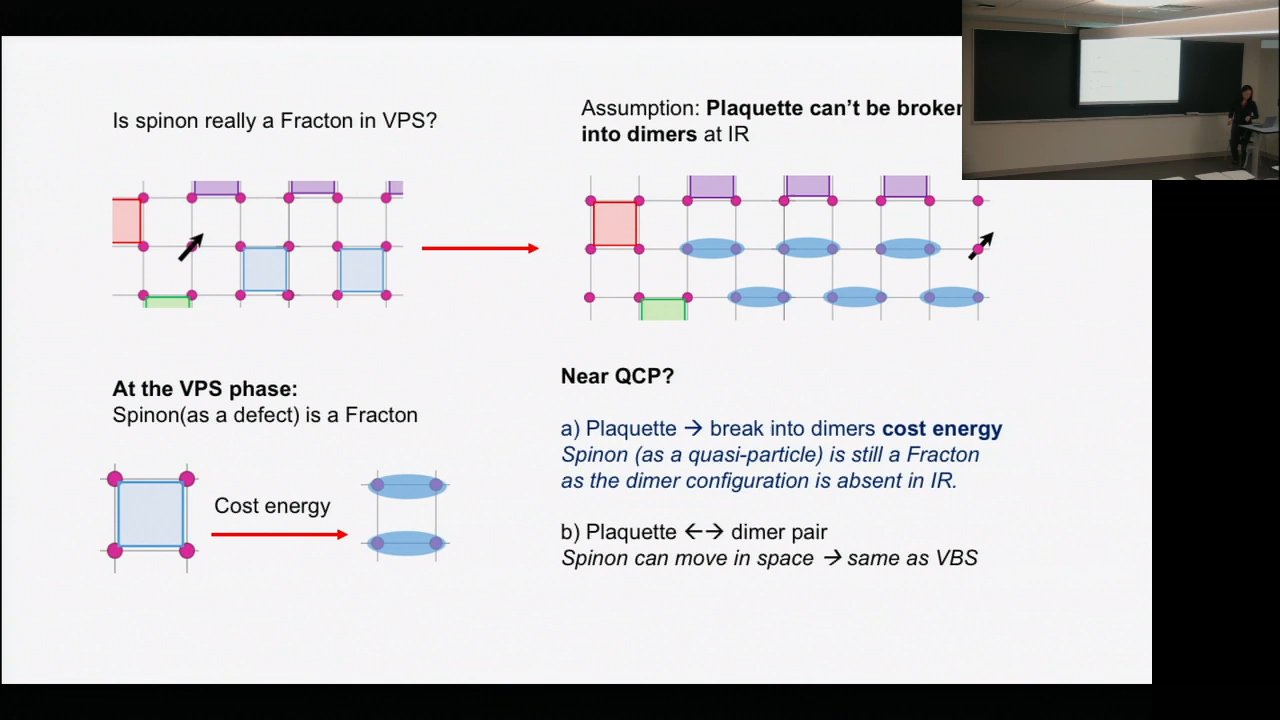 Is spinon really a Fracton in VPS?
Assumption: Plaquette can't be broken
into dimers at IR
At the VPS phase:
Spinon(as a defect) is a Fracton
Cost energy
Near QCP?
a) Plaquette → break into dimers cost energy
Spinon (as a quasi-particle) is still a Fracton
as the dimer configuration is absent in IR.
b) Plaquette ←→ dimer pair
Spinon can move in space → same as VBS